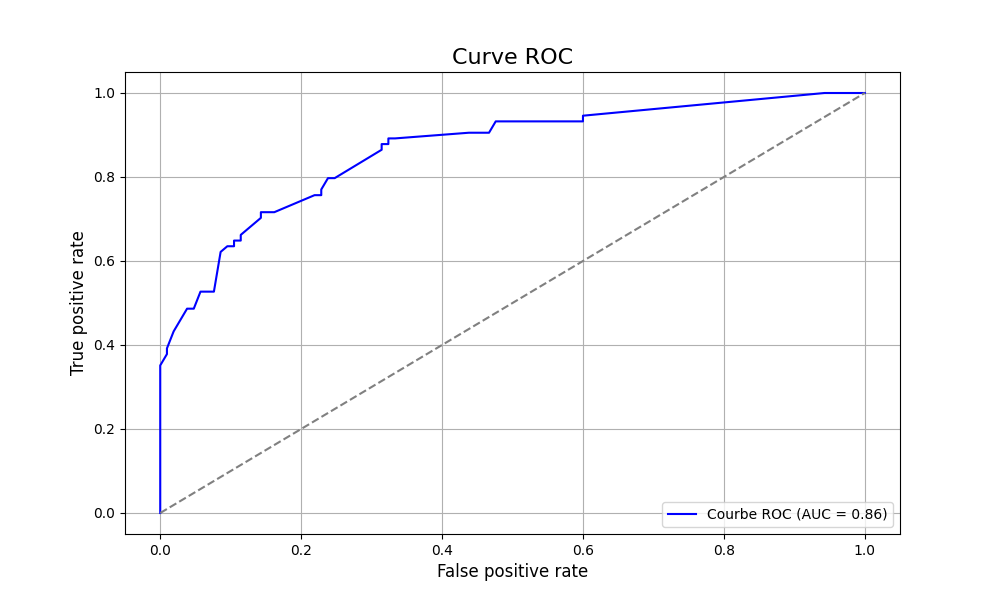 Curve ROC
True positive rate
1.0
0.8
0.6
0.4
0.2
0.0
Courbe ROC (AUC = 0.86)
0.0 0.2 0.4 0.6 0.8 1.0
False positive rate